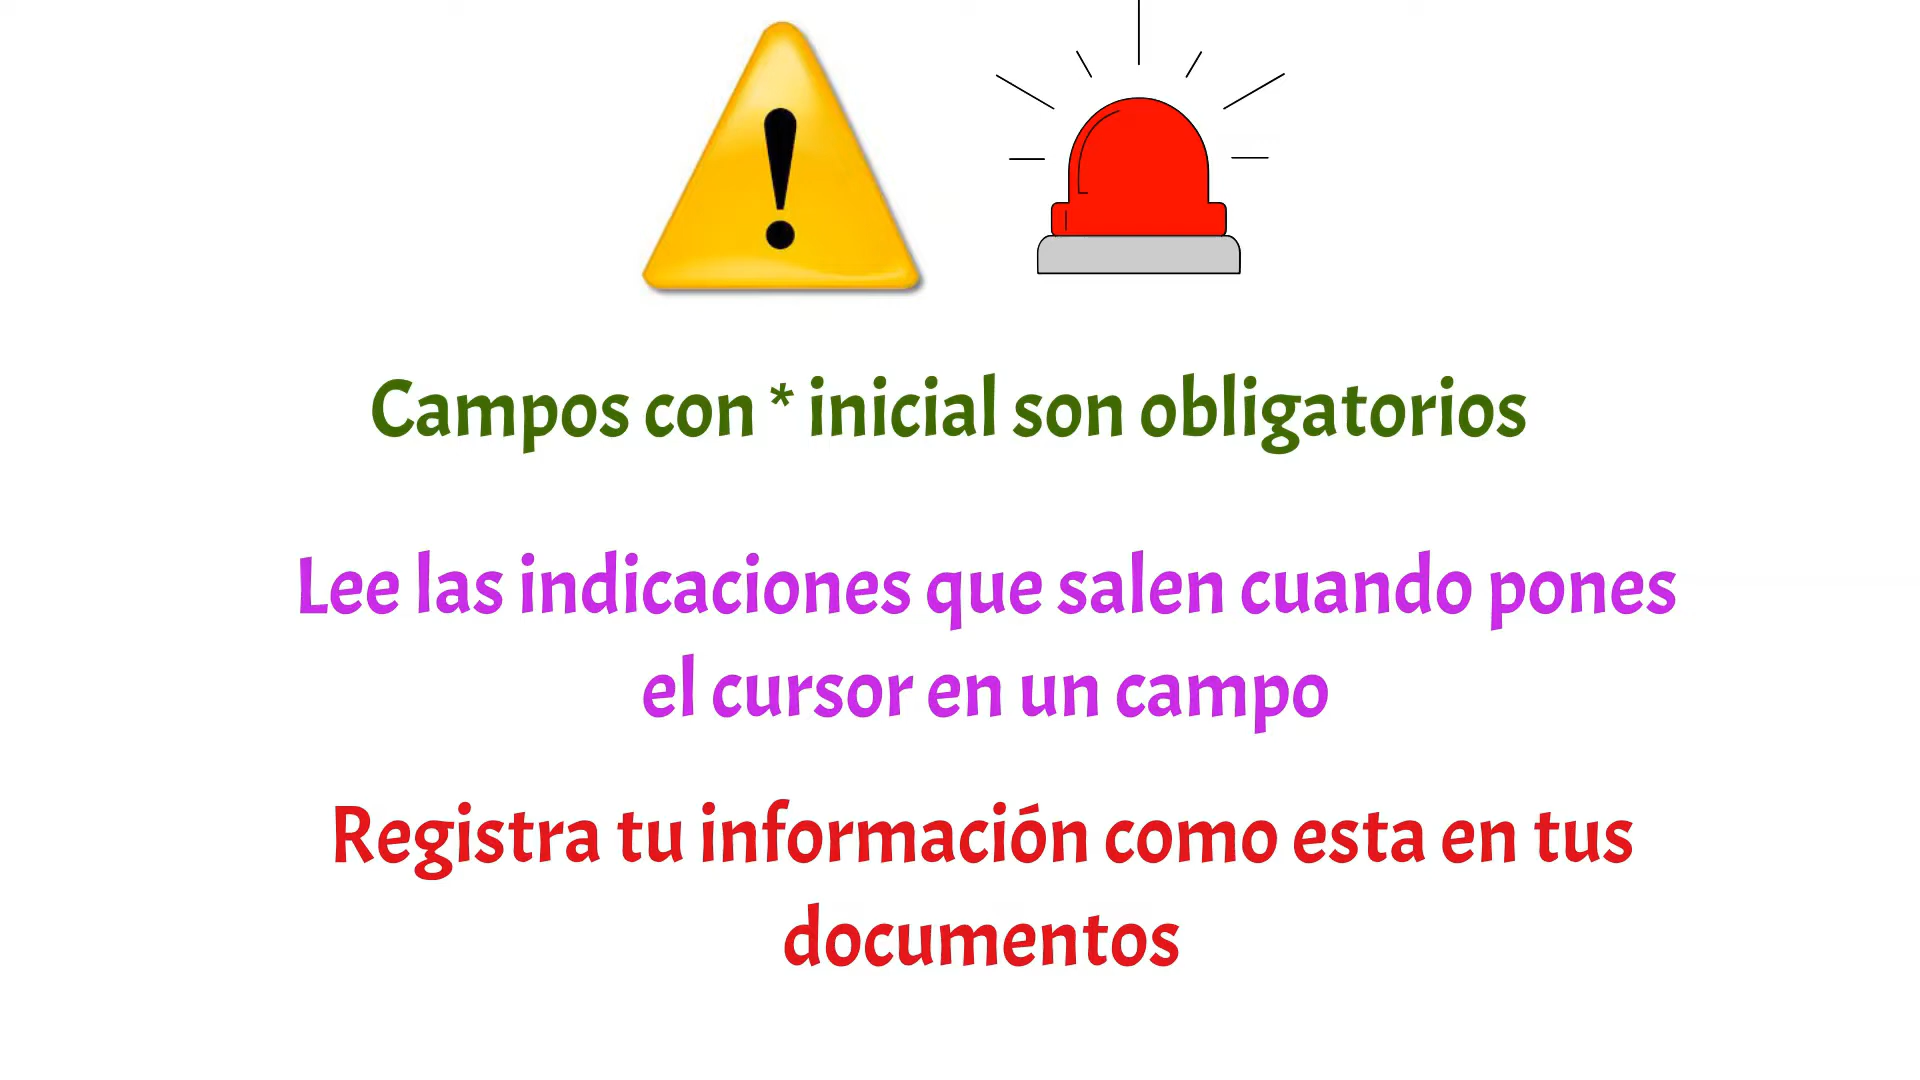 Campos con * inicial son obligatorios
Lee las indicaciones que salen cuando pones
el cursor en un campo
Registra tu información como esta en tus
documentos